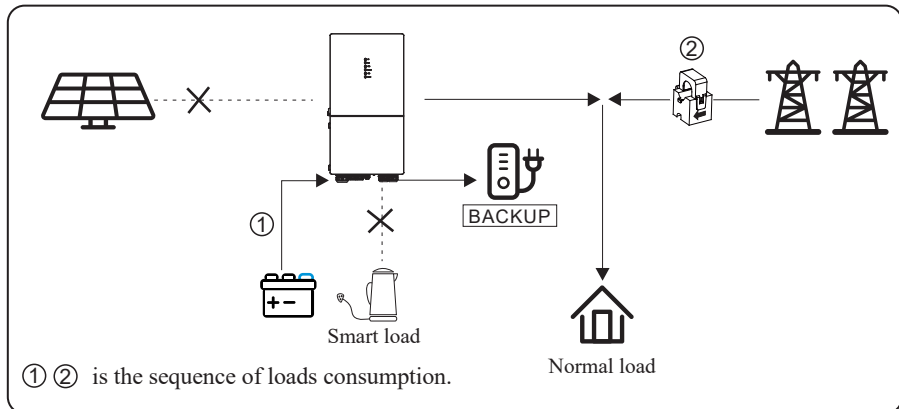 ②
①
BACKUP
Smart load
Normal load
① ② is the sequence of loads consumption.